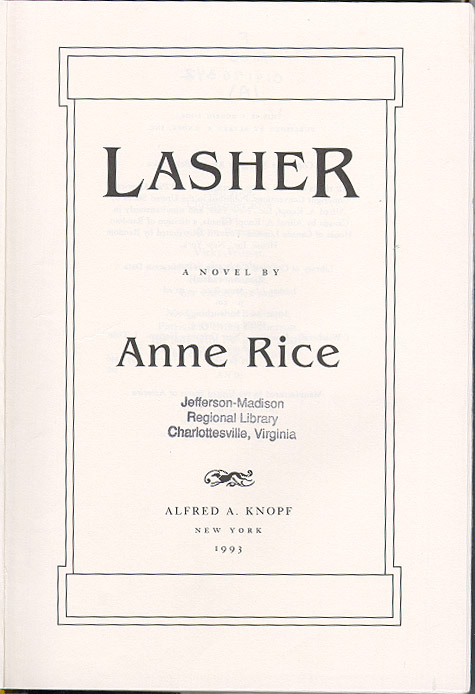 LASHER
A NOVEL BY
Anne Rice
Jefferson-Madison
Regional Library
Charlottesville, Virginia
ALFRED A. KNOPF
NEW YORK
1993